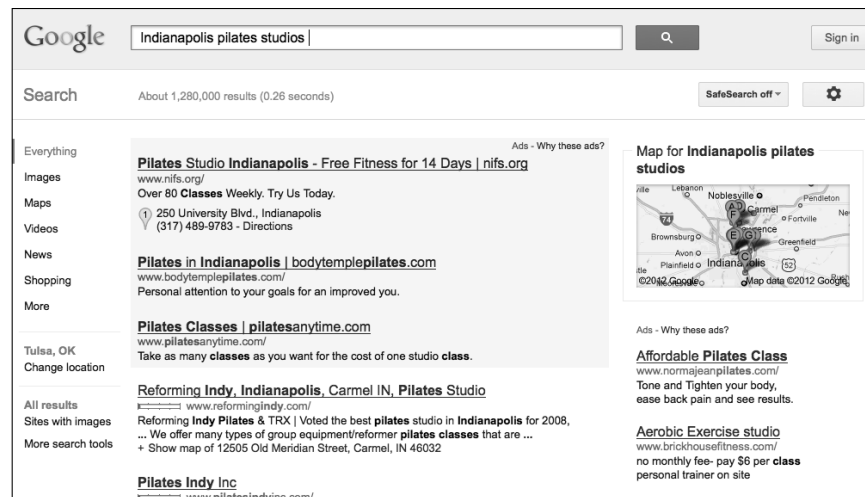 Google
Indianapolis pilates studios
Sign in
Search
About 1,280,000 results (0.26 seconds)
SafeSearch off
Everything
Images
Maps
Videos
News
Shopping
More
Tulsa, OK
Change location
All results
Sites with images
More search tools
Ads - Why these ads?
Pilates Studio Indianapolis - Free Fitness for 14 Days | nifs.org
www.nifs.org/
Over 80 Classes Weekly. Try Us Today.
1 250 University Blvd., Indianapolis
(317) 489-9783 - Directions
Pilates in Indianapolis | bodytemplepilates.com
www.bodytemplepilates.com/
Personal attention to your goals for an improved you.
Pilates Classes | pilatesanytime.com
www.pilatesanytime.com/
Take as many classes as you want for the cost of one studio class.
Reforming Indy, Indianapolis, Carmel IN, Pilates Studio
www.reformingindy.com/
Reforming Indy Pilates & TRX | Voted the best pilates studio in Indianapolis for 2008,
... We offer many types of group equipment/reformer pilates classes that are ...
+ Show map of 12505 Old Meridian Street, Carmel, IN 46032
Pilates Indy Inc
www.pilatesindyinc.com/
Map for Indianapolis pilates
studios
Lebanon
Noblesville
Pendleton
A D
Carmel
F
Fortville
74
Brownsburg
E G
Greenfield
Avon
Plainfield
Indianapolis
C
52
©2012 Google
Map data ©2012 Google
Ads - Why these ads?
Affordable Pilates Class
www.normajeanpilates.com/
Tone and Tighten your body,
ease back pain and see results.
Aerobic Exercise studio
www.brickhousefitness.com/
no monthly fee- pay $6 per class
personal trainer on site